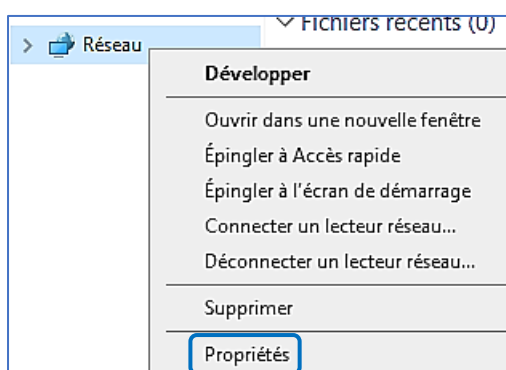 Fichiers récents (0)
Réseau
Développer
Ouvrir dans une nouvelle fenêtre
Épingler à Accès rapide
Épingler à l'écran de démarrage
Connecter un lecteur réseau...
Déconnecter un lecteur réseau...
Supprimer
Propriétés